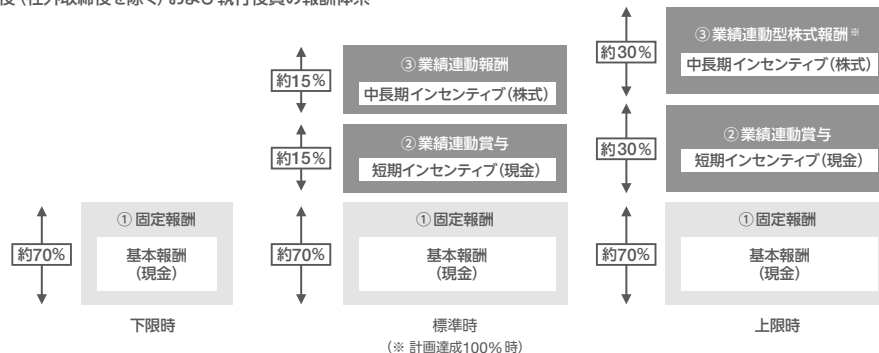 役(社外取締役を除く)および執行役員の報酬体系
約70%
① 固定報酬
基本報酬
(現金)
下限時
約15%
③ 業績連動報酬
中長期インセンティブ(株式)
約15%
② 業績連動賞与
短期インセンティブ(現金)
約70%
① 固定報酬
基本報酬
(現金)
標準時
(※ 計画達成100% 時)
約30%
③ 業績連動型株式報酬※
中長期インセンティブ(株式)
約30%
② 業績連動賞与
短期インセンティブ(現金)
約70%
① 固定報酬
基本報酬
(現金)
上限時